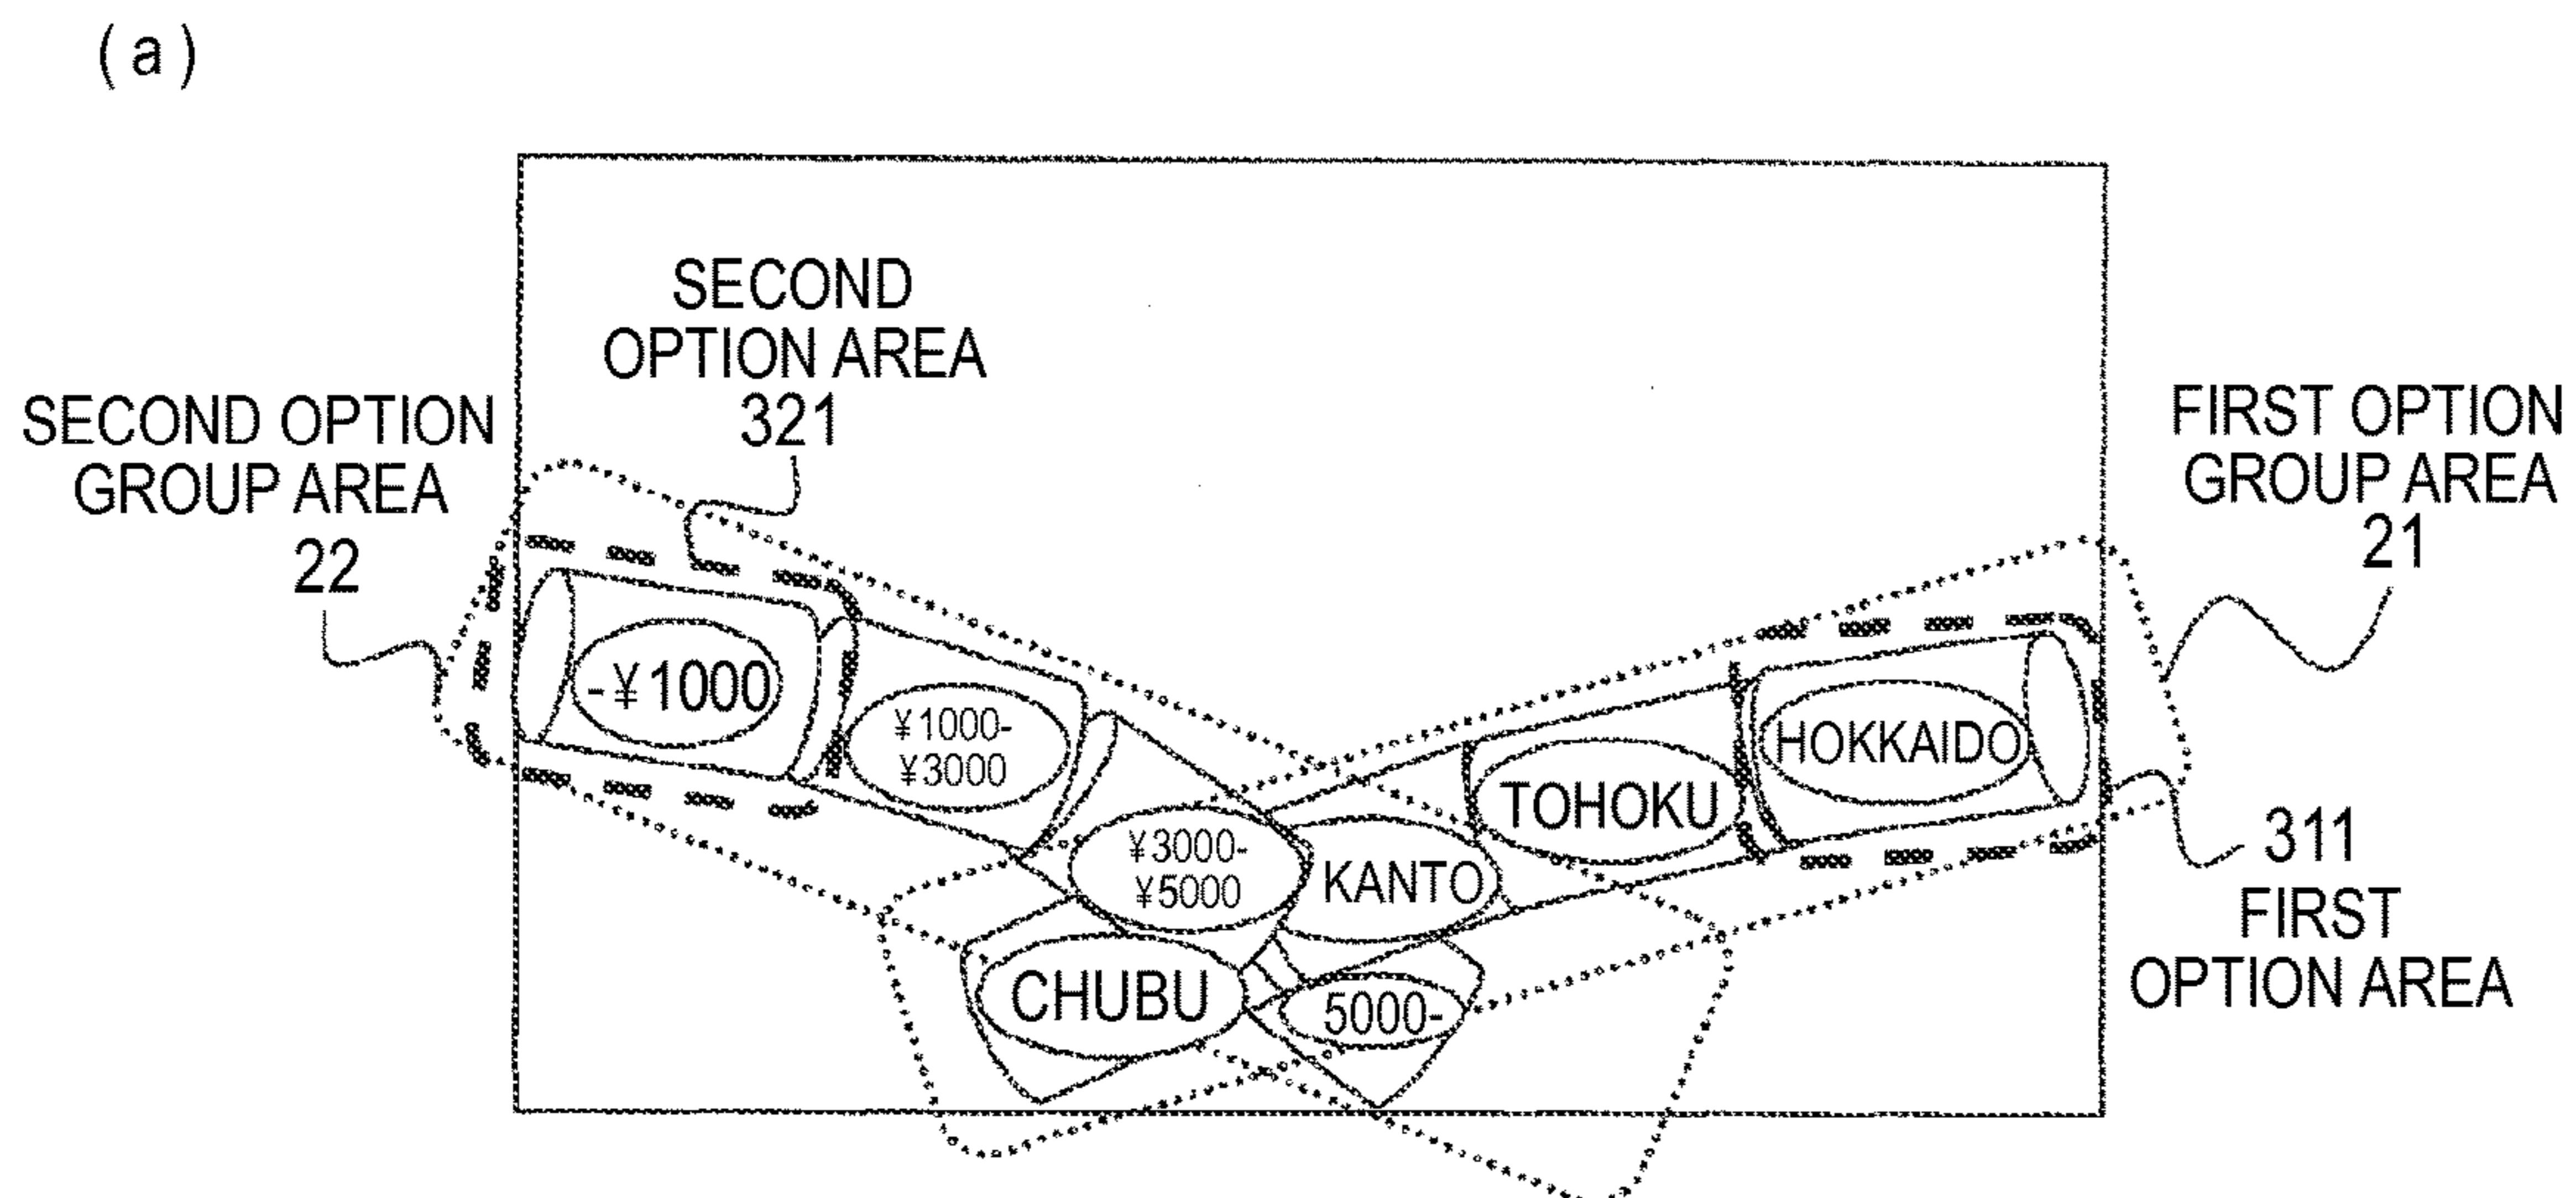 (a)
SECOND
OPTION AREA
321
SECOND OPTION
GROUP AREA
22
FIRST OPTION
GROUP AREA
21
-¥1000
¥1000-
¥3000
¥3000-
¥5000
KANTO
TOHOKU
HOKKAIDO
CHUBU
5000-
311
FIRST
OPTION AREA